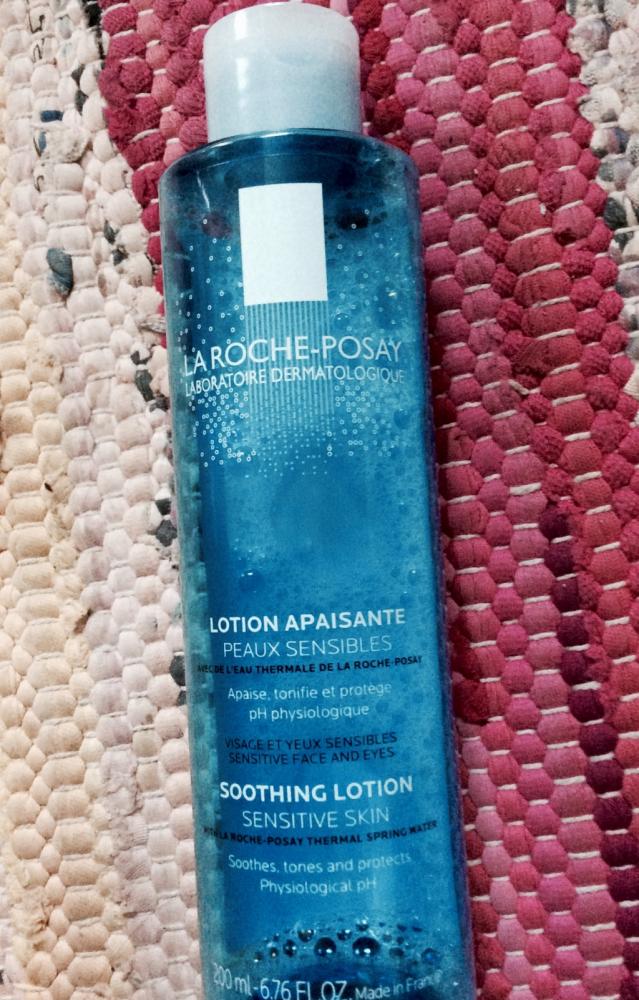 LA ROCHE-POSAY
LABORATOIRE DERMATOLOGIQUE
LOTION APAISANTE
PEAUX SENSIBLES
AVEC DE L'EAU THERMALE DE LA ROCHE-POSAY
Apaise, tonifie et protège
pH physiologique
VISAGE ET YEUX SENSIBLES
SENSITIVE FACE AND EYES
SOOTHING LOTION
SENSITIVE SKIN
WITH LA ROCHE-POSAY THERMAL SPRING WATER
Soothes, tones and protects
Physiological pH
200 ml - 6.76 FL OZ. Made in France